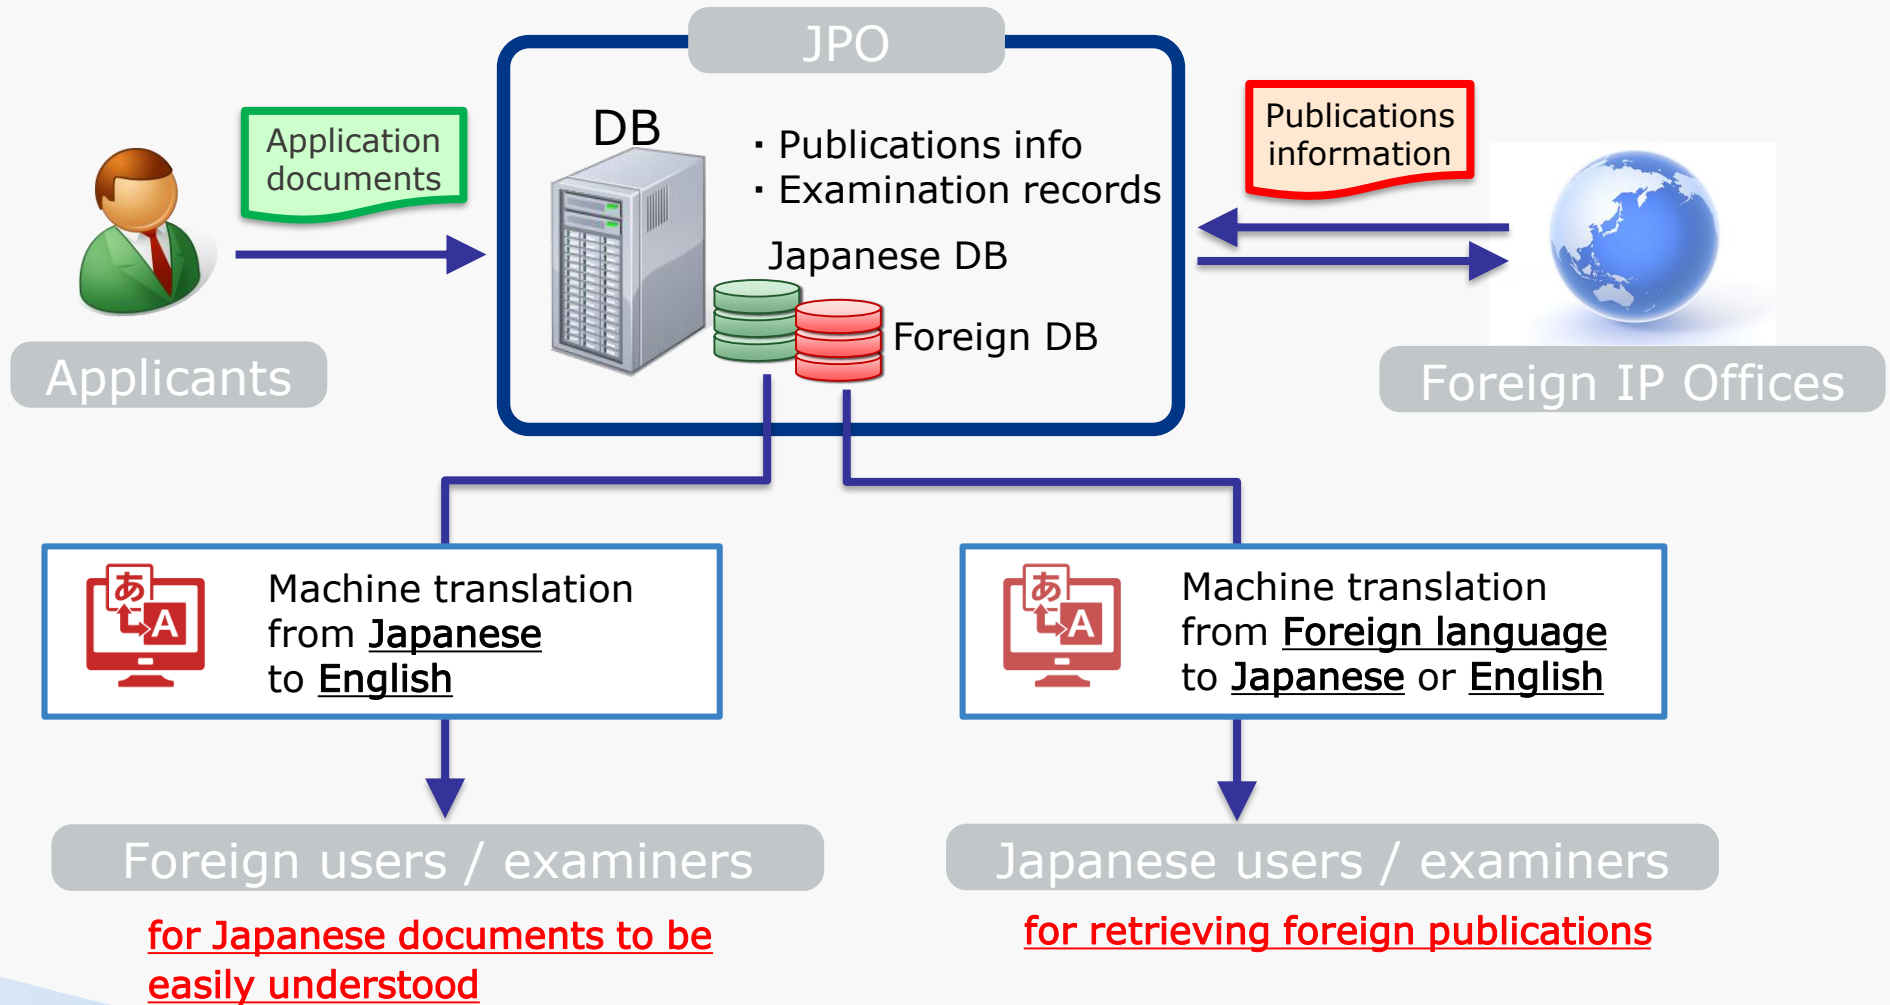 JPO
Application
documents
DB
・Publications info
・Examination records
Japanese DB
Foreign DB
Publications
information
Applicants
Foreign IP Offices
あ
A
Machine translation
from Japanese
to English
あ
A
Machine translation
from Foreign language
to Japanese or English
Foreign users / examiners
for Japanese documents to be
easily understood
Japanese users / examiners
for retrieving foreign publications